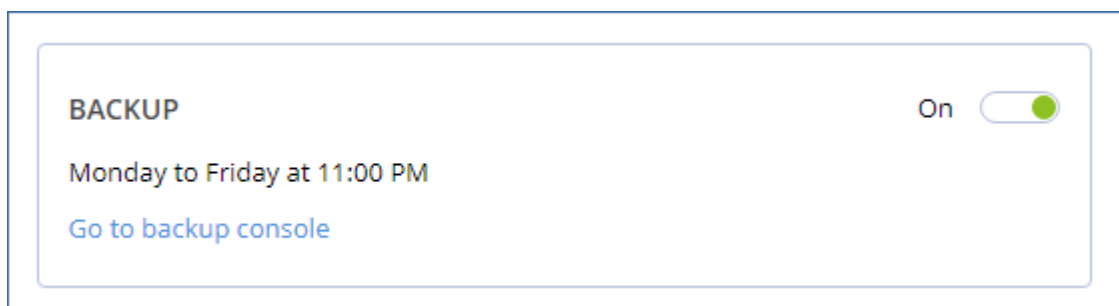 BACKUP On
Monday to Friday at 11:00 PM
Go to backup console